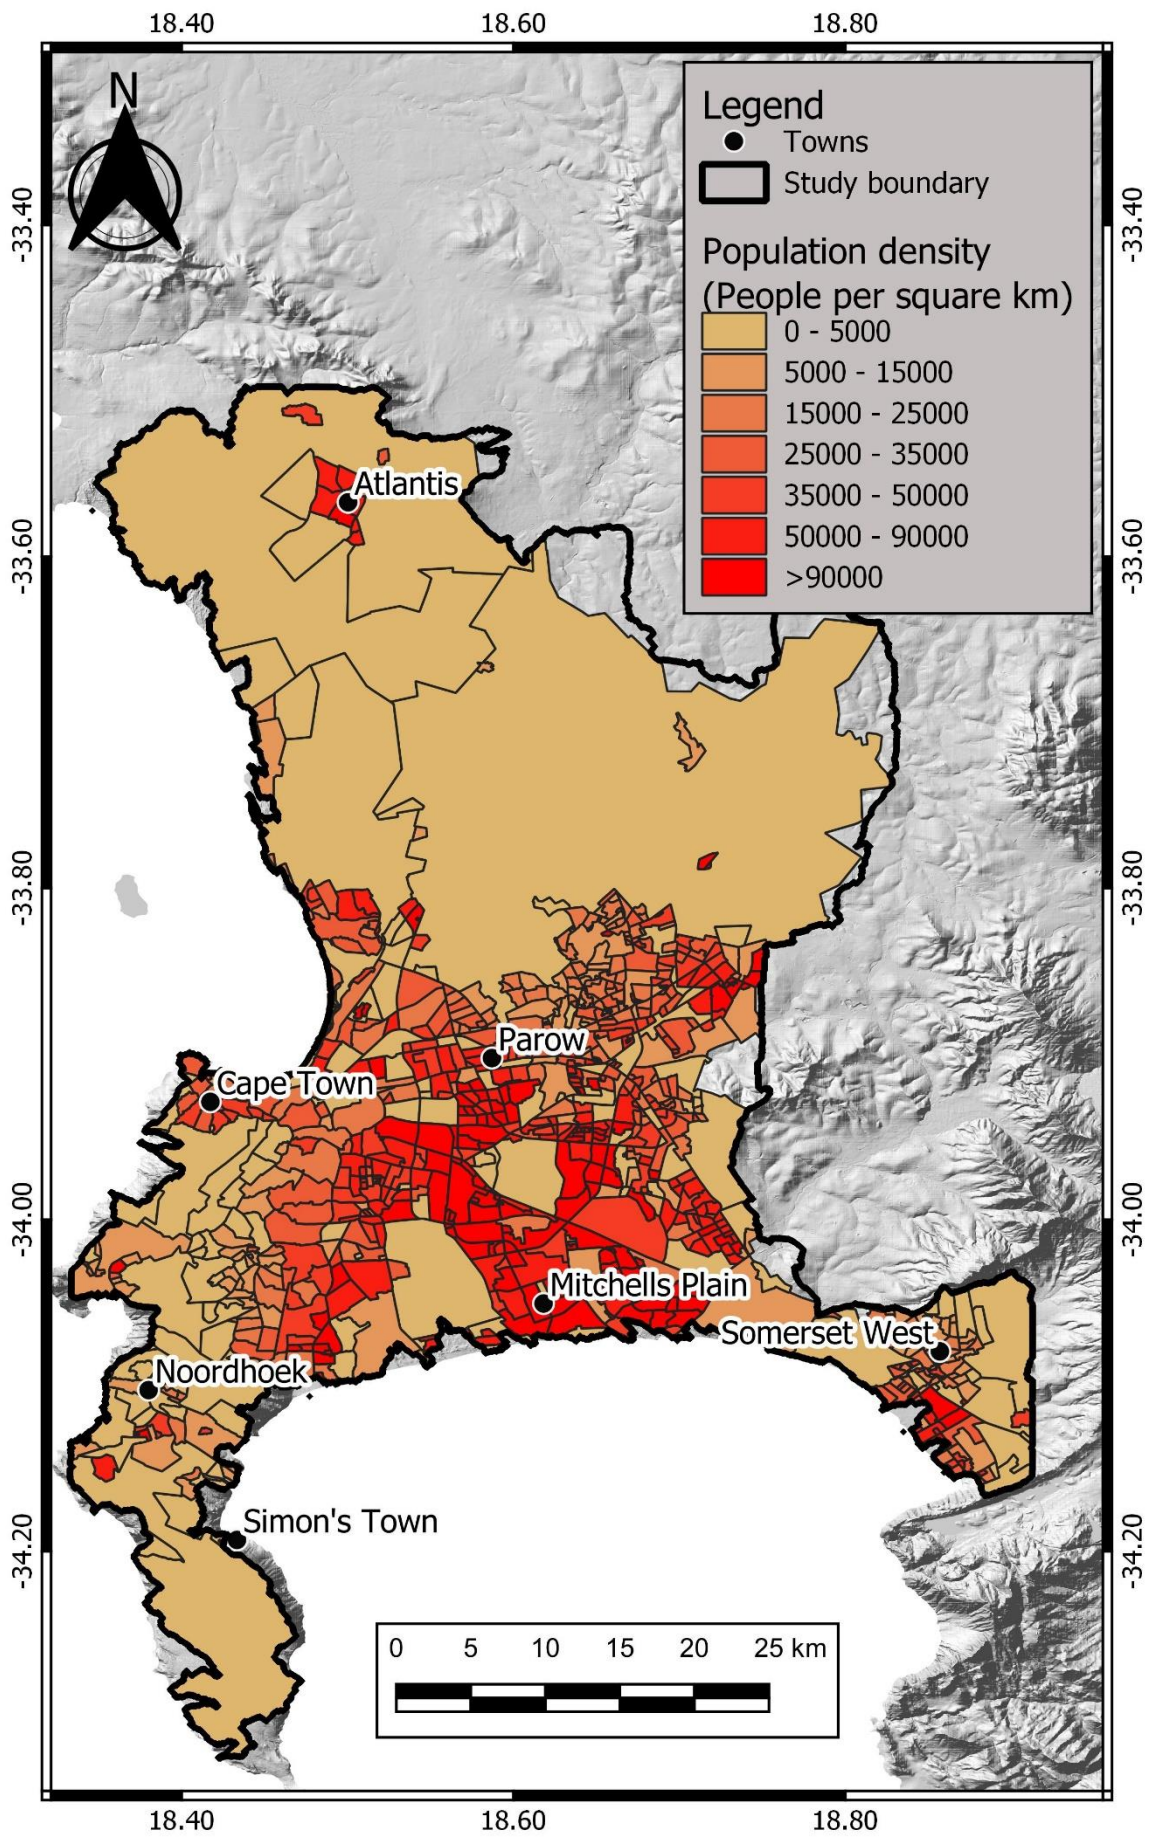 18.40 18.60 18.80
N
Legend
Towns
Study boundary
Population density
(People per square km)
0 - 5000
5000 - 15000
15000 - 25000
25000 - 35000
35000 - 50000
50000 - 90000
>90000
-33.40 -33.40
Atlantis
-33.60 -33.60
-33.80 -33.80
Parow
Cape Town
-34.00 -34.00
Mitchells Plain
Somerset West
Noordhoek
Simon's Town
-34.20 -34.20
0 5 10 15 20 25 km
18.40 18.60 18.80